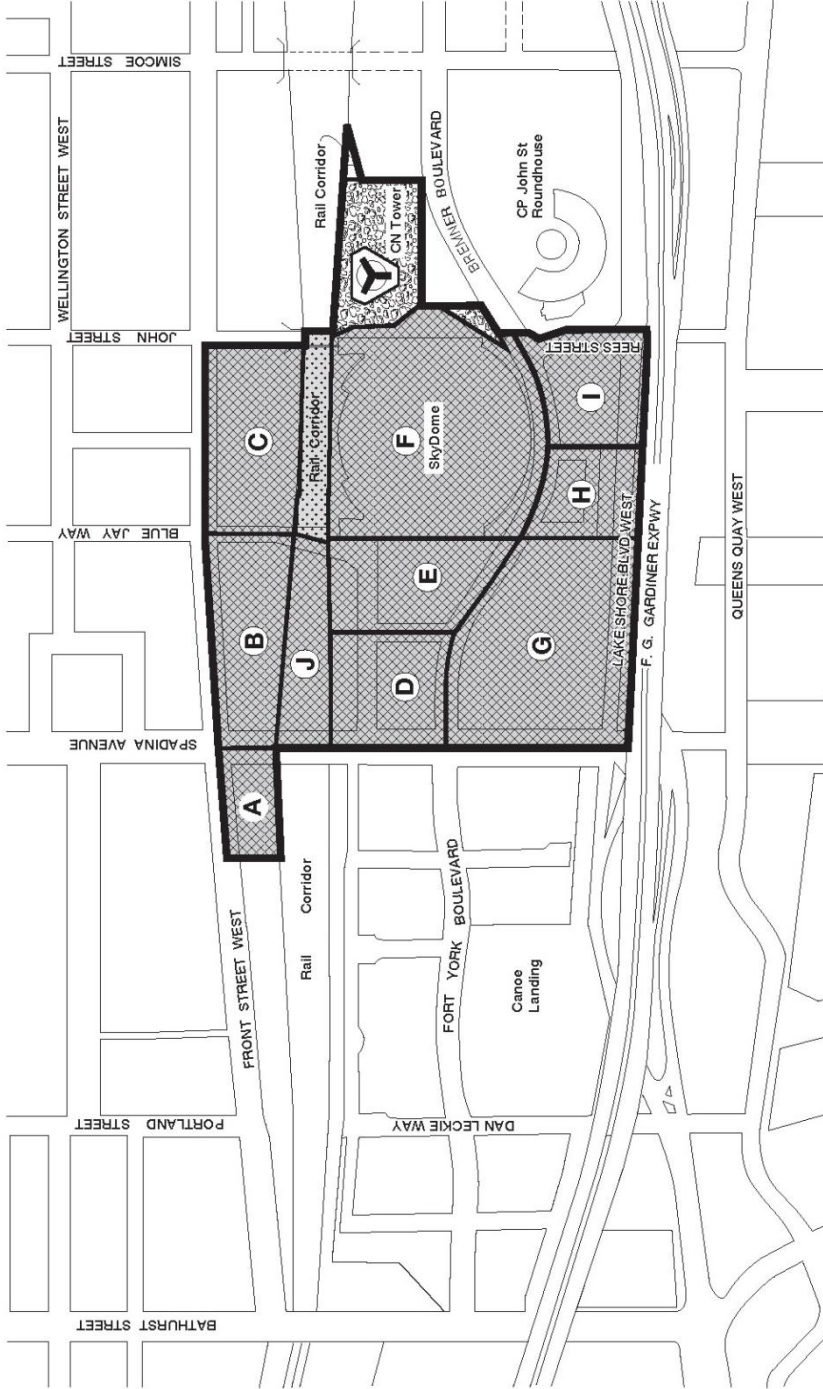 WELLINGTON STREET WEST
SIMCOE STREET
JOHN STREET
BLUE JAY WAY
SPADINA AVENUE
PORTLAND STREET
BATHURST STREET
FRONT STREET WEST
Rail Corridor
Rail Corridor
Rail Corridor
CN Tower
BREMNER BOULEVARD
CP John St
Roundhouse
REES STREET
SkyDome
A
B
C
D
E
F
G
H
I
J
FORT YORK BOULEVARD
Canoe
Landing
DAN LECKIE WAY
LAKE SHORE BLVD WEST
F. G. GARDINER EXPWY
QUEENS QUAY WEST